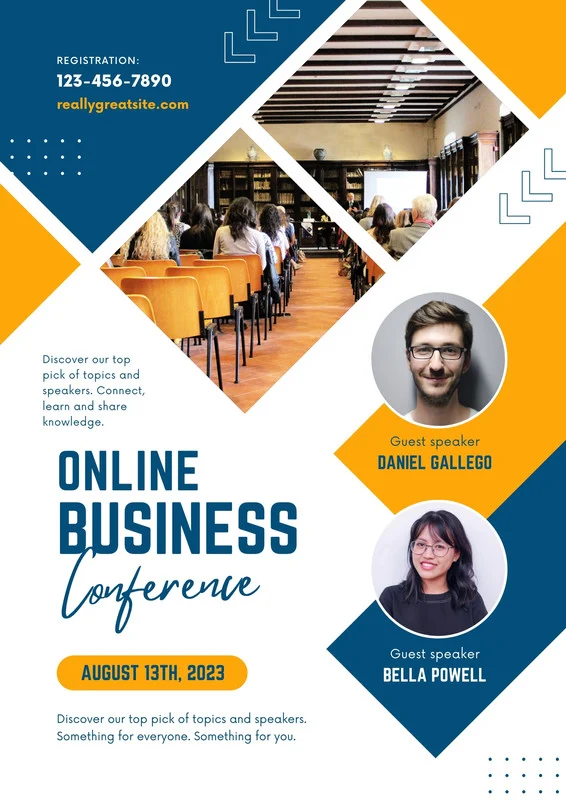 REGISTRATION:
123-456-7890
reallygreatsite.com
Discover our top
pick of topics and
speakers. Connect,
learn and share
knowledge.
ONLINE
BUSINESS
Conference
AUGUST 13TH, 2023
Discover our top pick of topics and speakers.
Something for everyone. Something for you.
Guest speaker
DANIEL GALLEGO
Guest speaker
BELLA POWELL